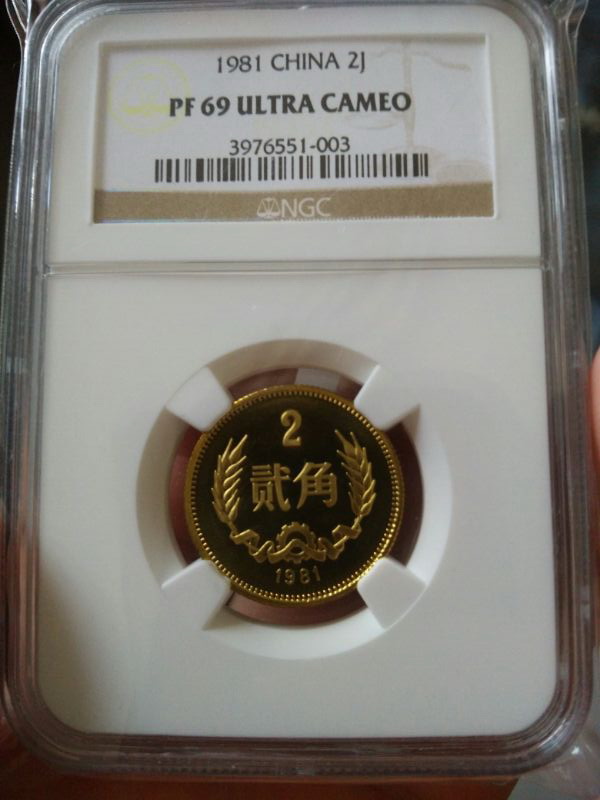 1981 CHINA 2J
PF 69 ULTRA CAMEO
3976551-003
NGC
2
贰角
1981